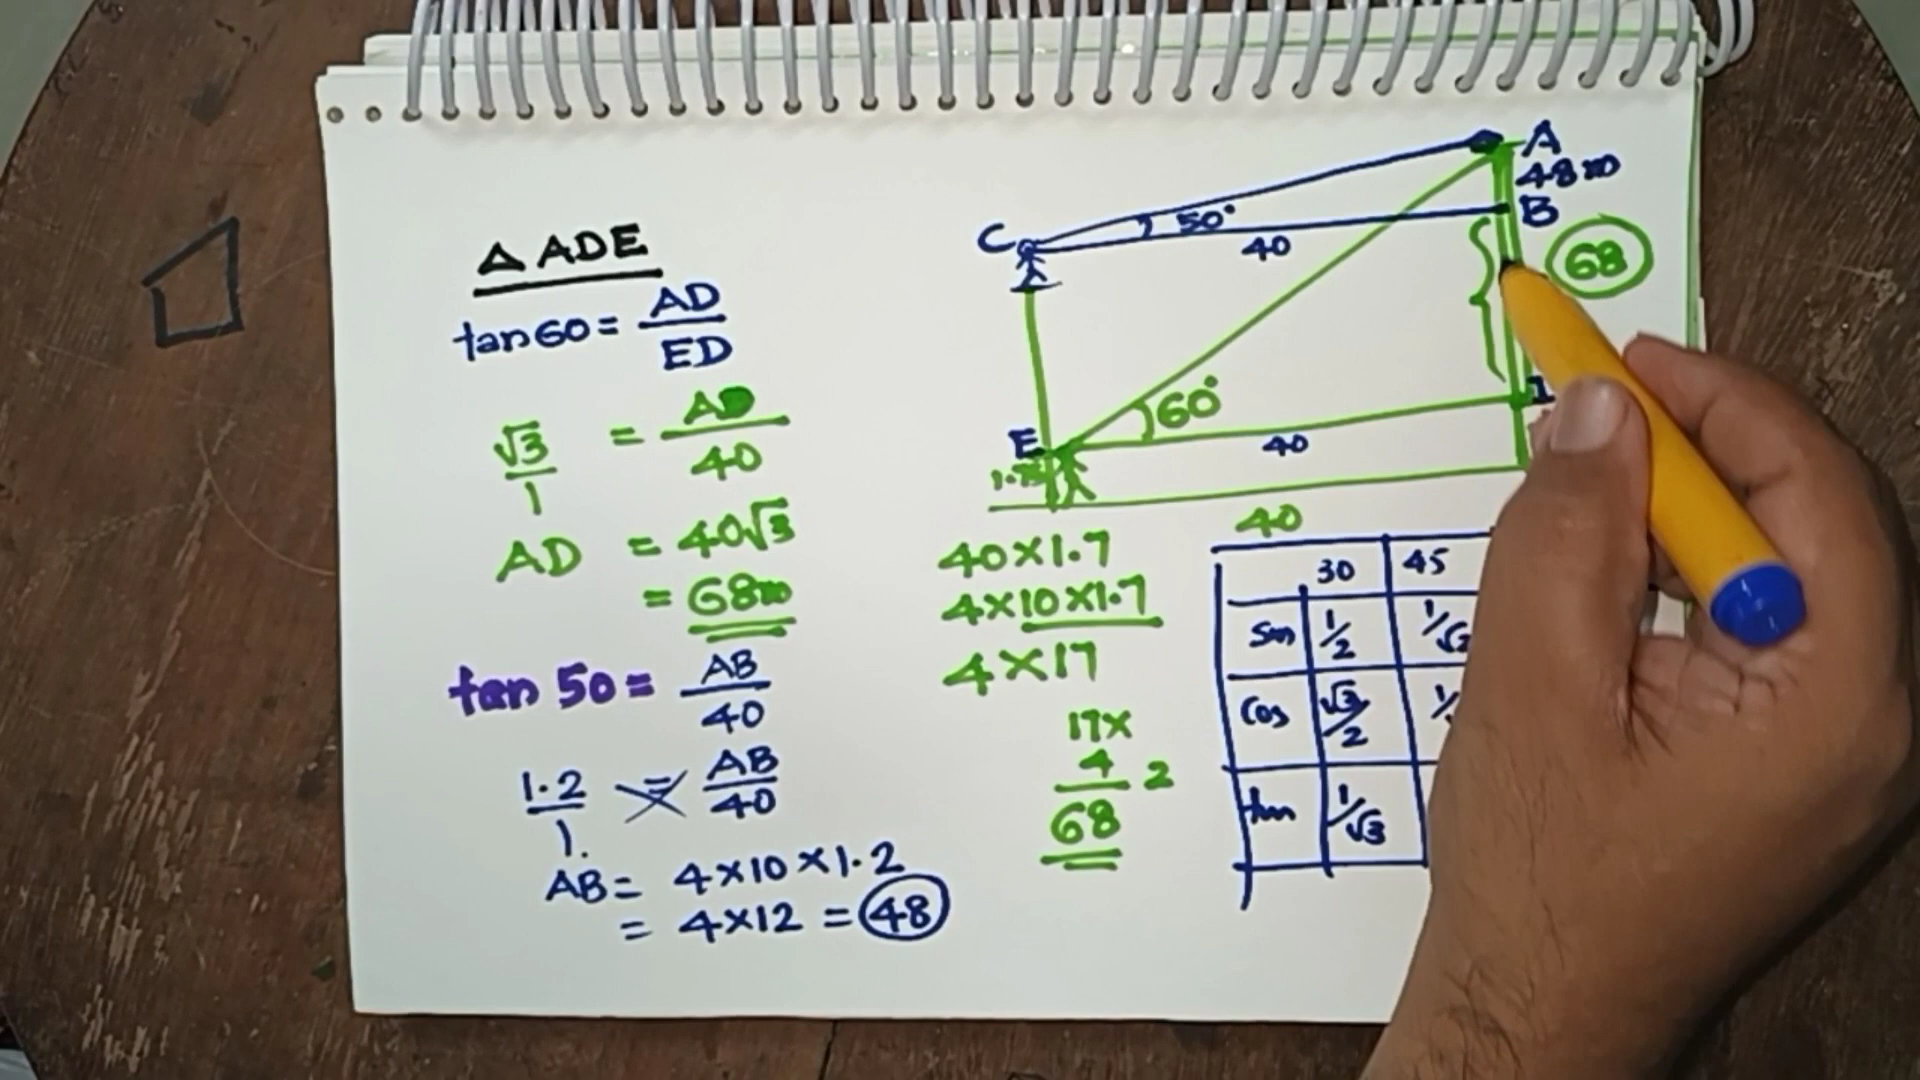 △ ADE
tan 60 = AD/ED
√3/1 = AD/40
AD = 40√3
= 68m
tan 50 = AB/40
1.2/1. = AB/40
AB = 4×10×1.2
= 4×12 = 48
A
48m
C 50° B
40
68
60°
E 40
40
40×1.7
4×10×1.7
4×17
17×
4 2
68
30 45
Sin 1/2
Cos √3/2
tan 1/√3